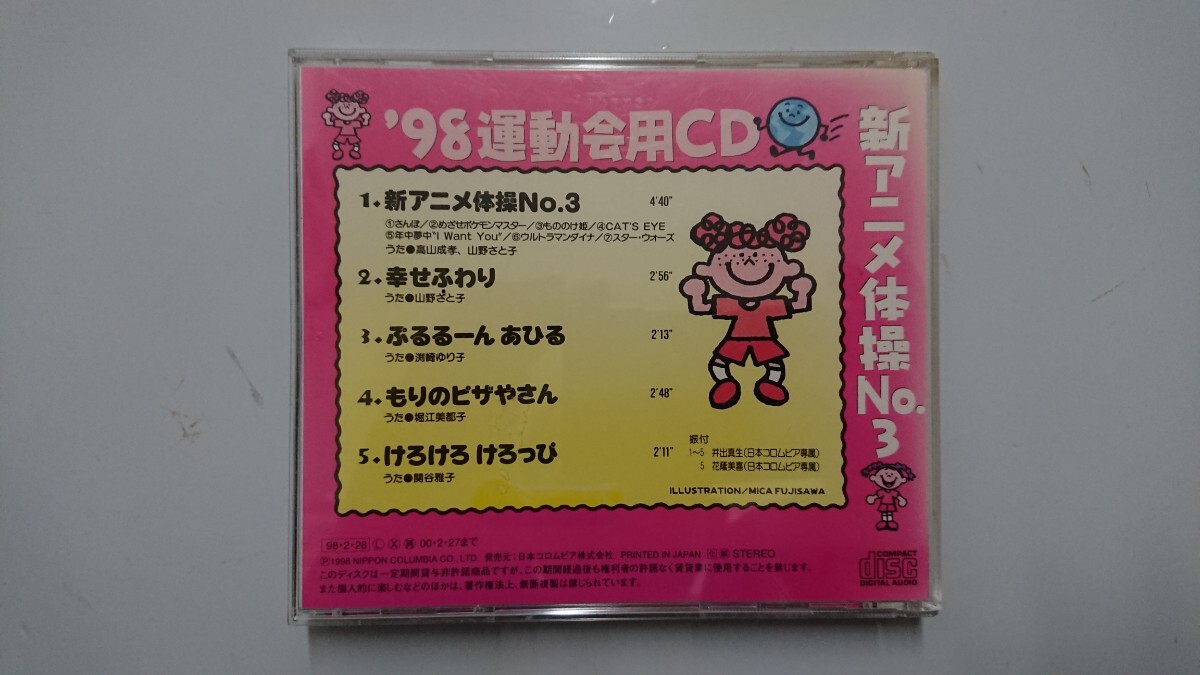 '98運動会用CD
1. 新アニメ体操No.3 4'40"
①さんぽ/②めざせポケモンマスター/③もののけ姫/④CAT'S EYE
⑤年中夢中"I Want You"/⑥ウルトラマンダイナ/⑦スター・ウォーズ
うた●高山成孝、山野さと子
2. 幸せふわり 2'56"
うた●山野さと子
3. ぶるるーん あひる 2'13"
うた●渕崎ゆり子
4. もりのピザやさん 2'48"
うた●堀江美都子
5. けろけろ けろっぴ 2'11"
うた●関谷雅子
振付
1〜5 井出真生(日本コロムビア専属)
5 花蔵美喜(日本コロムビア専属)
ILLUSTRATION/MICA FUJISAWA
新アニメ体操No.3
98・2・28 L X 再 00・2・27まで
Ⓟ1998 NIPPON COLUMBIA CO., LTD. 発売元:日本コロムビア株式会社 PRINTED IN JAPAN STEREO
このディスクは一定期間貸与非許諾商品ですが、この期間経過後も権利者の許諾なく賃貸業に使用することを禁じます。
また個人的に楽しむなどのほかは、著作権法上、無断複製は禁じられています。
COMPACT
disc
DIGITAL AUDIO